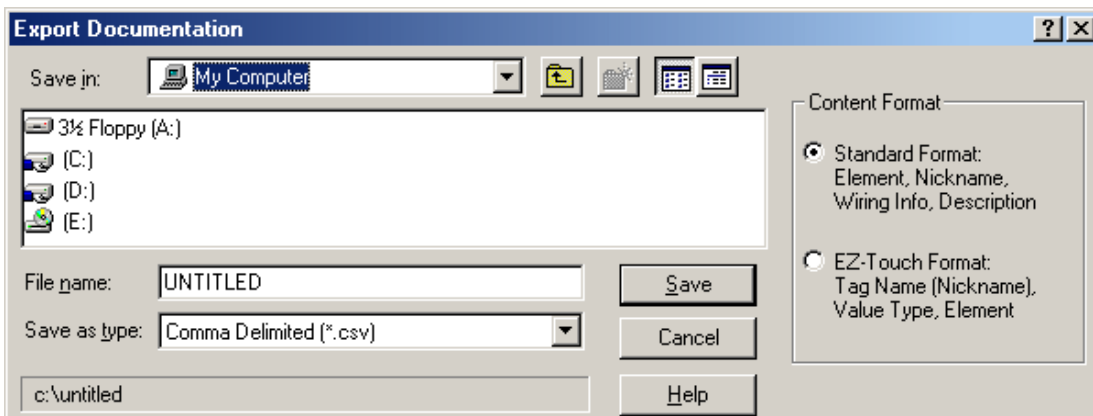 Export Documentation
Save in:
My Computer
3½ Floppy (A:)
(C:)
(D:)
(E:)
File name:
UNTITLED
Save
Save as type:
Comma Delimited (*.csv)
Cancel
c:\untitled
Help
Content Format
Standard Format:
Element, Nickname,
Wiring Info, Description
EZ-Touch Format:
Tag Name (Nickname),
Value Type, Element